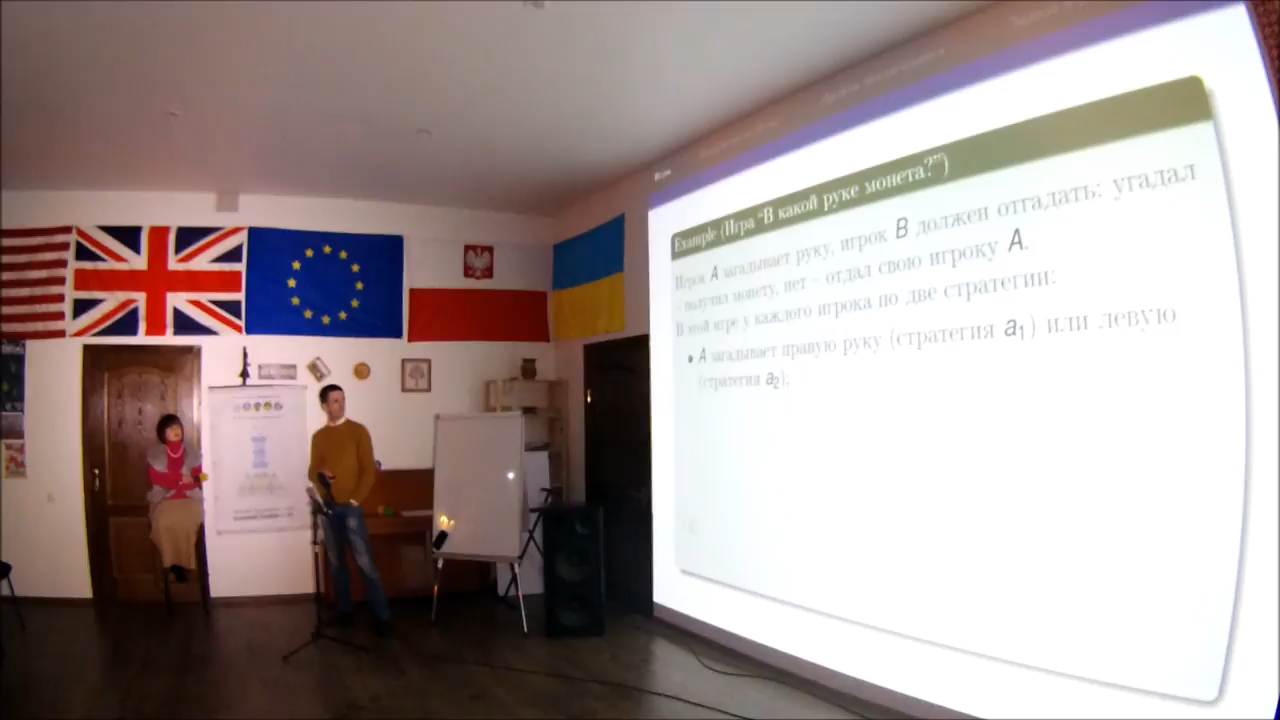 Игры
Example (Игра “В какой руке монета?”)
Игрок A загадывает руку, игрок B должен отгадать: угадал
– получил монету, нет – отдал свою игроку A.
В этой игре у каждого игрока по две стратегии:
• A загадывает правую руку (стратегия a₁) или левую
(стратегия a₂);